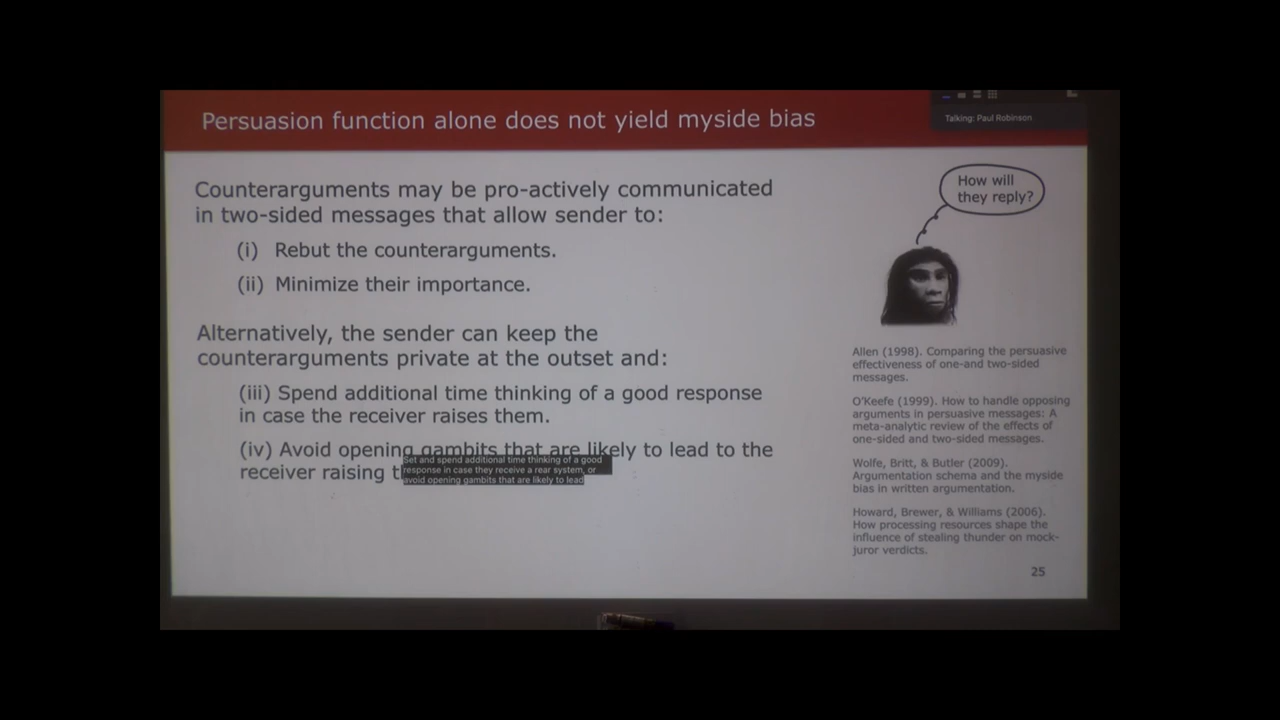 Persuasion function alone does not yield myside bias
Talking: Paul Robinson
Counterarguments may be pro-actively communicated
in two-sided messages that allow sender to:
(i) Rebut the counterarguments.
(ii) Minimize their importance.
Alternatively, the sender can keep the
counterarguments private at the outset and:
(iii) Spend additional time thinking of a good response
in case the receiver raises them.
(iv) Avoid opening gambits that are likely to lead to the
receiver raising
Set and spend additional time thinking of a good
response in case they receive a rear system, or
avoid opening gambits that are likely to lead
How will
they reply?
Allen (1998). Comparing the persuasive
effectiveness of one-and two-sided
messages.
O'Keefe (1999). How to handle opposing
arguments in persuasive messages: A
meta-analytic review of the effects of
one-sided and two-sided messages.
Wolfe, Britt, & Butler (2009).
Argumentation schema and the myside
bias in written argumentation.
Howard, Brewer, & Williams (2006).
How processing resources shape the
influence of stealing thunder on mock-
juror verdicts.
25